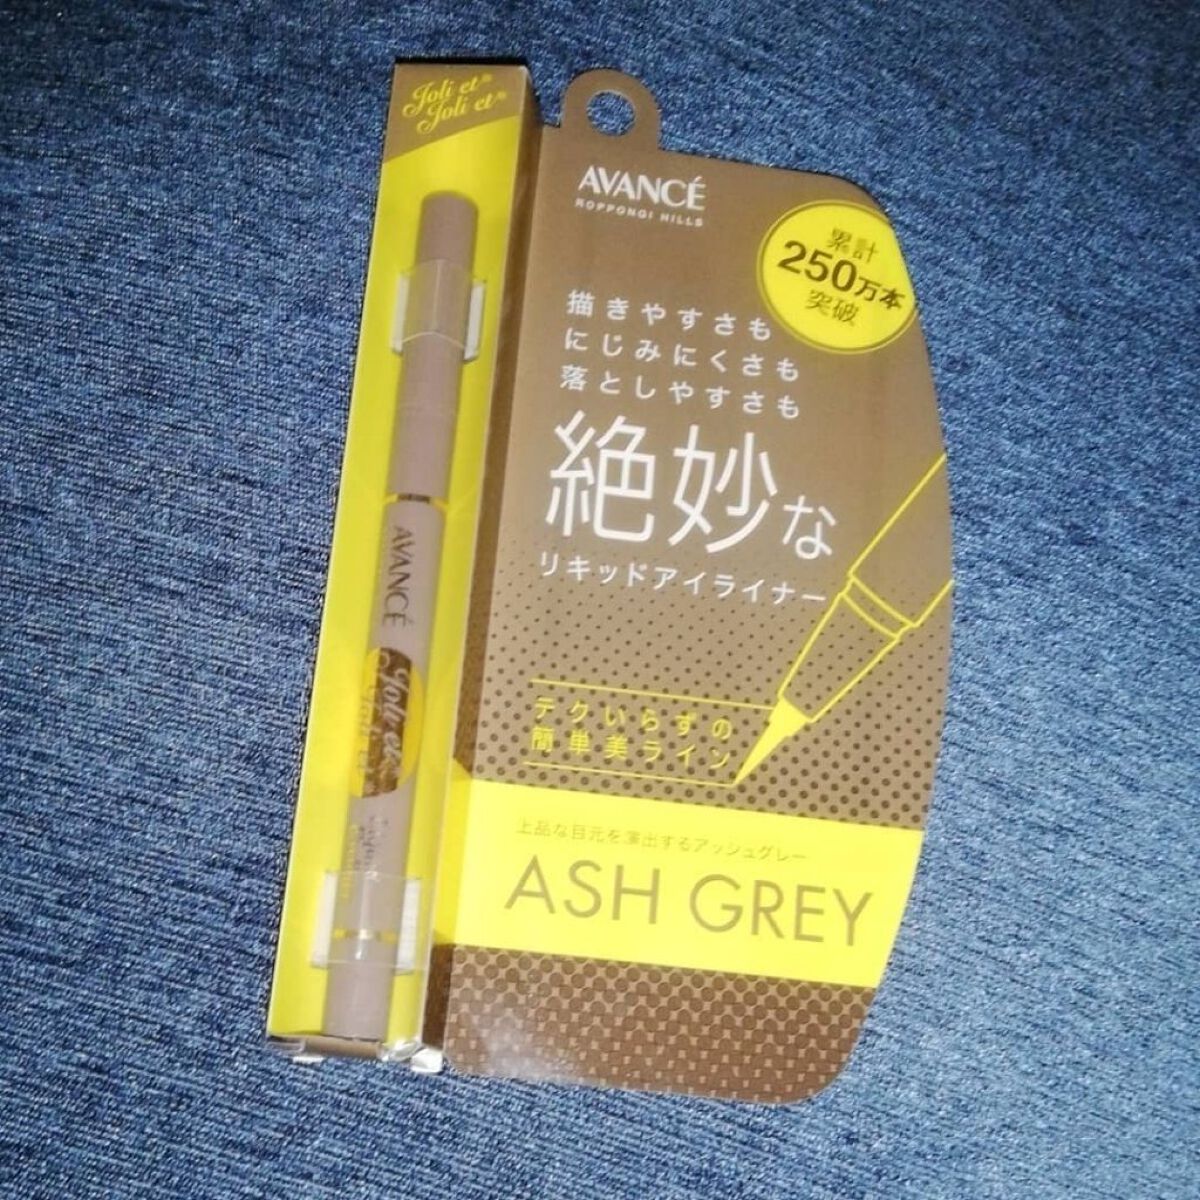 Joli et®
Joli et®
AVANCÉ
ROPPONGI HILLS
累計
250万本
突破
描きやすさも
にじみにくさも
落としやすさも
絶妙な
リキッドアイライナー
テクいらずの
簡単美ライン
上品な目元を演出するアッシュグレー
ASH GREY
AVANCÉ
Joli et
Joli et